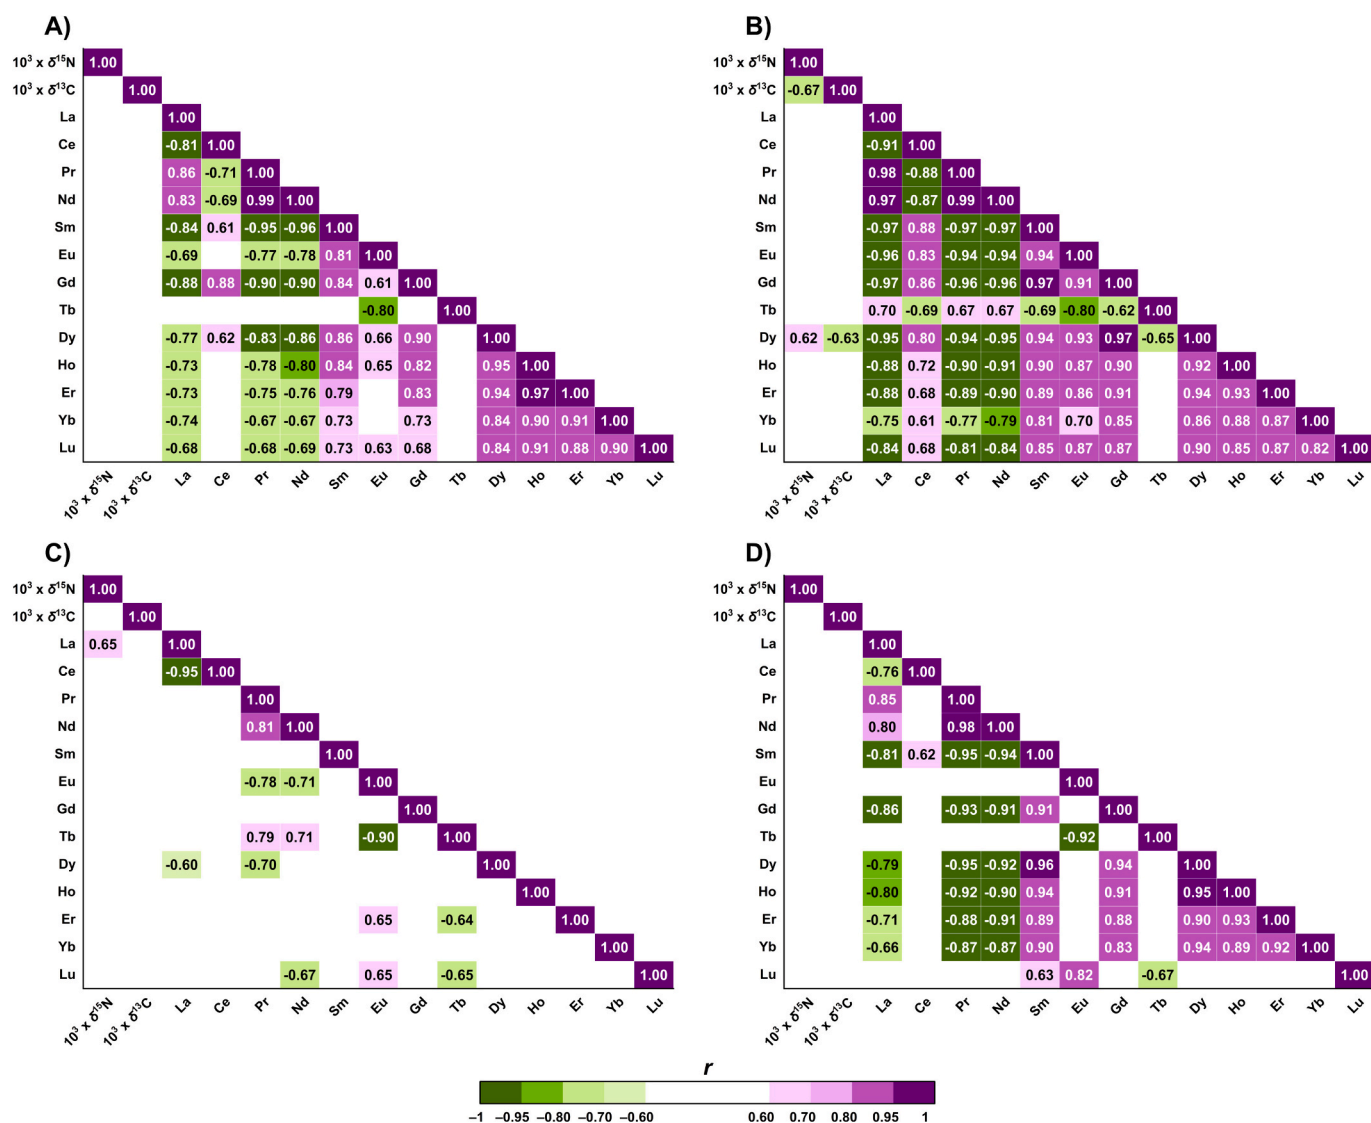 A)
10³ x δ¹⁵N 1.00
10³ x δ¹³C 1.00
La 1.00
Ce -0.81 1.00
Pr 0.86 -0.71 1.00
Nd 0.83 -0.69 0.99 1.00
Sm -0.84 0.61 -0.95 -0.96 1.00
Eu -0.69 -0.77 -0.78 0.81 1.00
Gd -0.88 0.88 -0.90 -0.90 0.84 0.61 1.00
Tb -0.80 1.00
Dy -0.77 0.62 -0.83 -0.86 0.86 0.66 0.90 1.00
Ho -0.73 -0.78 -0.80 0.84 0.65 0.82 0.95 1.00
Er -0.73 -0.75 -0.76 0.79 0.83 0.94 0.97 1.00
Yb -0.74 -0.67 -0.67 0.73 0.73 0.84 0.90 0.91 1.00
Lu -0.68 -0.68 -0.69 0.73 0.63 0.68 0.84 0.91 0.88 0.90 1.00
10³ x δ¹⁵N 10³ x δ¹³C La Ce Pr Nd Sm Eu Gd Tb Dy Ho Er Yb Lu
B)
10³ x δ¹⁵N 1.00
10³ x δ¹³C -0.67 1.00
La 1.00
Ce -0.91 1.00
Pr 0.98 -0.88 1.00
Nd 0.97 -0.87 0.99 1.00
Sm -0.97 0.88 -0.97 -0.97 1.00
Eu -0.96 0.83 -0.94 -0.94 0.94 1.00
Gd -0.97 0.86 -0.96 -0.96 0.97 0.91 1.00
Tb 0.70 -0.69 0.67 0.67 -0.69 -0.80 -0.62 1.00
Dy 0.62 -0.63 -0.95 0.80 -0.94 -0.95 0.94 0.93 0.97 -0.65 1.00
Ho -0.88 0.72 -0.90 -0.91 0.90 0.87 0.90 0.92 1.00
Er -0.88 0.68 -0.89 -0.90 0.89 0.86 0.91 0.94 0.93 1.00
Yb -0.75 0.61 -0.77 -0.79 0.81 0.70 0.85 0.86 0.88 0.87 1.00
Lu -0.84 0.68 -0.81 -0.84 0.85 0.87 0.87 0.90 0.85 0.87 0.82 1.00
10³ x δ¹⁵N 10³ x δ¹³C La Ce Pr Nd Sm Eu Gd Tb Dy Ho Er Yb Lu
C)
10³ x δ¹⁵N 1.00
10³ x δ¹³C 1.00
La 0.65 1.00
Ce -0.95 1.00
Pr 1.00
Nd 0.81 1.00
Sm 1.00
Eu -0.78 -0.71 1.00
Gd 1.00
Tb 0.79 0.71 -0.90 1.00
Dy -0.60 -0.70 1.00
Ho 1.00
Er 0.65 -0.64 1.00
Yb 1.00
Lu -0.67 0.65 -0.65 1.00
10³ x δ¹⁵N 10³ x δ¹³C La Ce Pr Nd Sm Eu Gd Tb Dy Ho Er Yb Lu
D)
10³ x δ¹⁵N 1.00
10³ x δ¹³C 1.00
La 1.00
Ce -0.76 1.00
Pr 0.85 1.00
Nd 0.80 0.98 1.00
Sm -0.81 0.62 -0.95 -0.94 1.00
Eu 1.00
Gd -0.86 -0.93 -0.91 0.91 1.00
Tb -0.92 1.00
Dy -0.79 -0.95 -0.92 0.96 0.94 1.00
Ho -0.80 -0.92 -0.90 0.94 0.91 0.95 1.00
Er -0.71 -0.88 -0.91 0.89 0.88 0.90 0.93 1.00
Yb -0.66 -0.87 -0.87 0.90 0.83 0.94 0.89 0.92 1.00
Lu 0.63 0.82 -0.67 1.00
10³ x δ¹⁵N 10³ x δ¹³C La Ce Pr Nd Sm Eu Gd Tb Dy Ho Er Yb Lu
r
–1 –0.95 –0.80 –0.70 –0.60 0.60 0.70 0.80 0.95 1